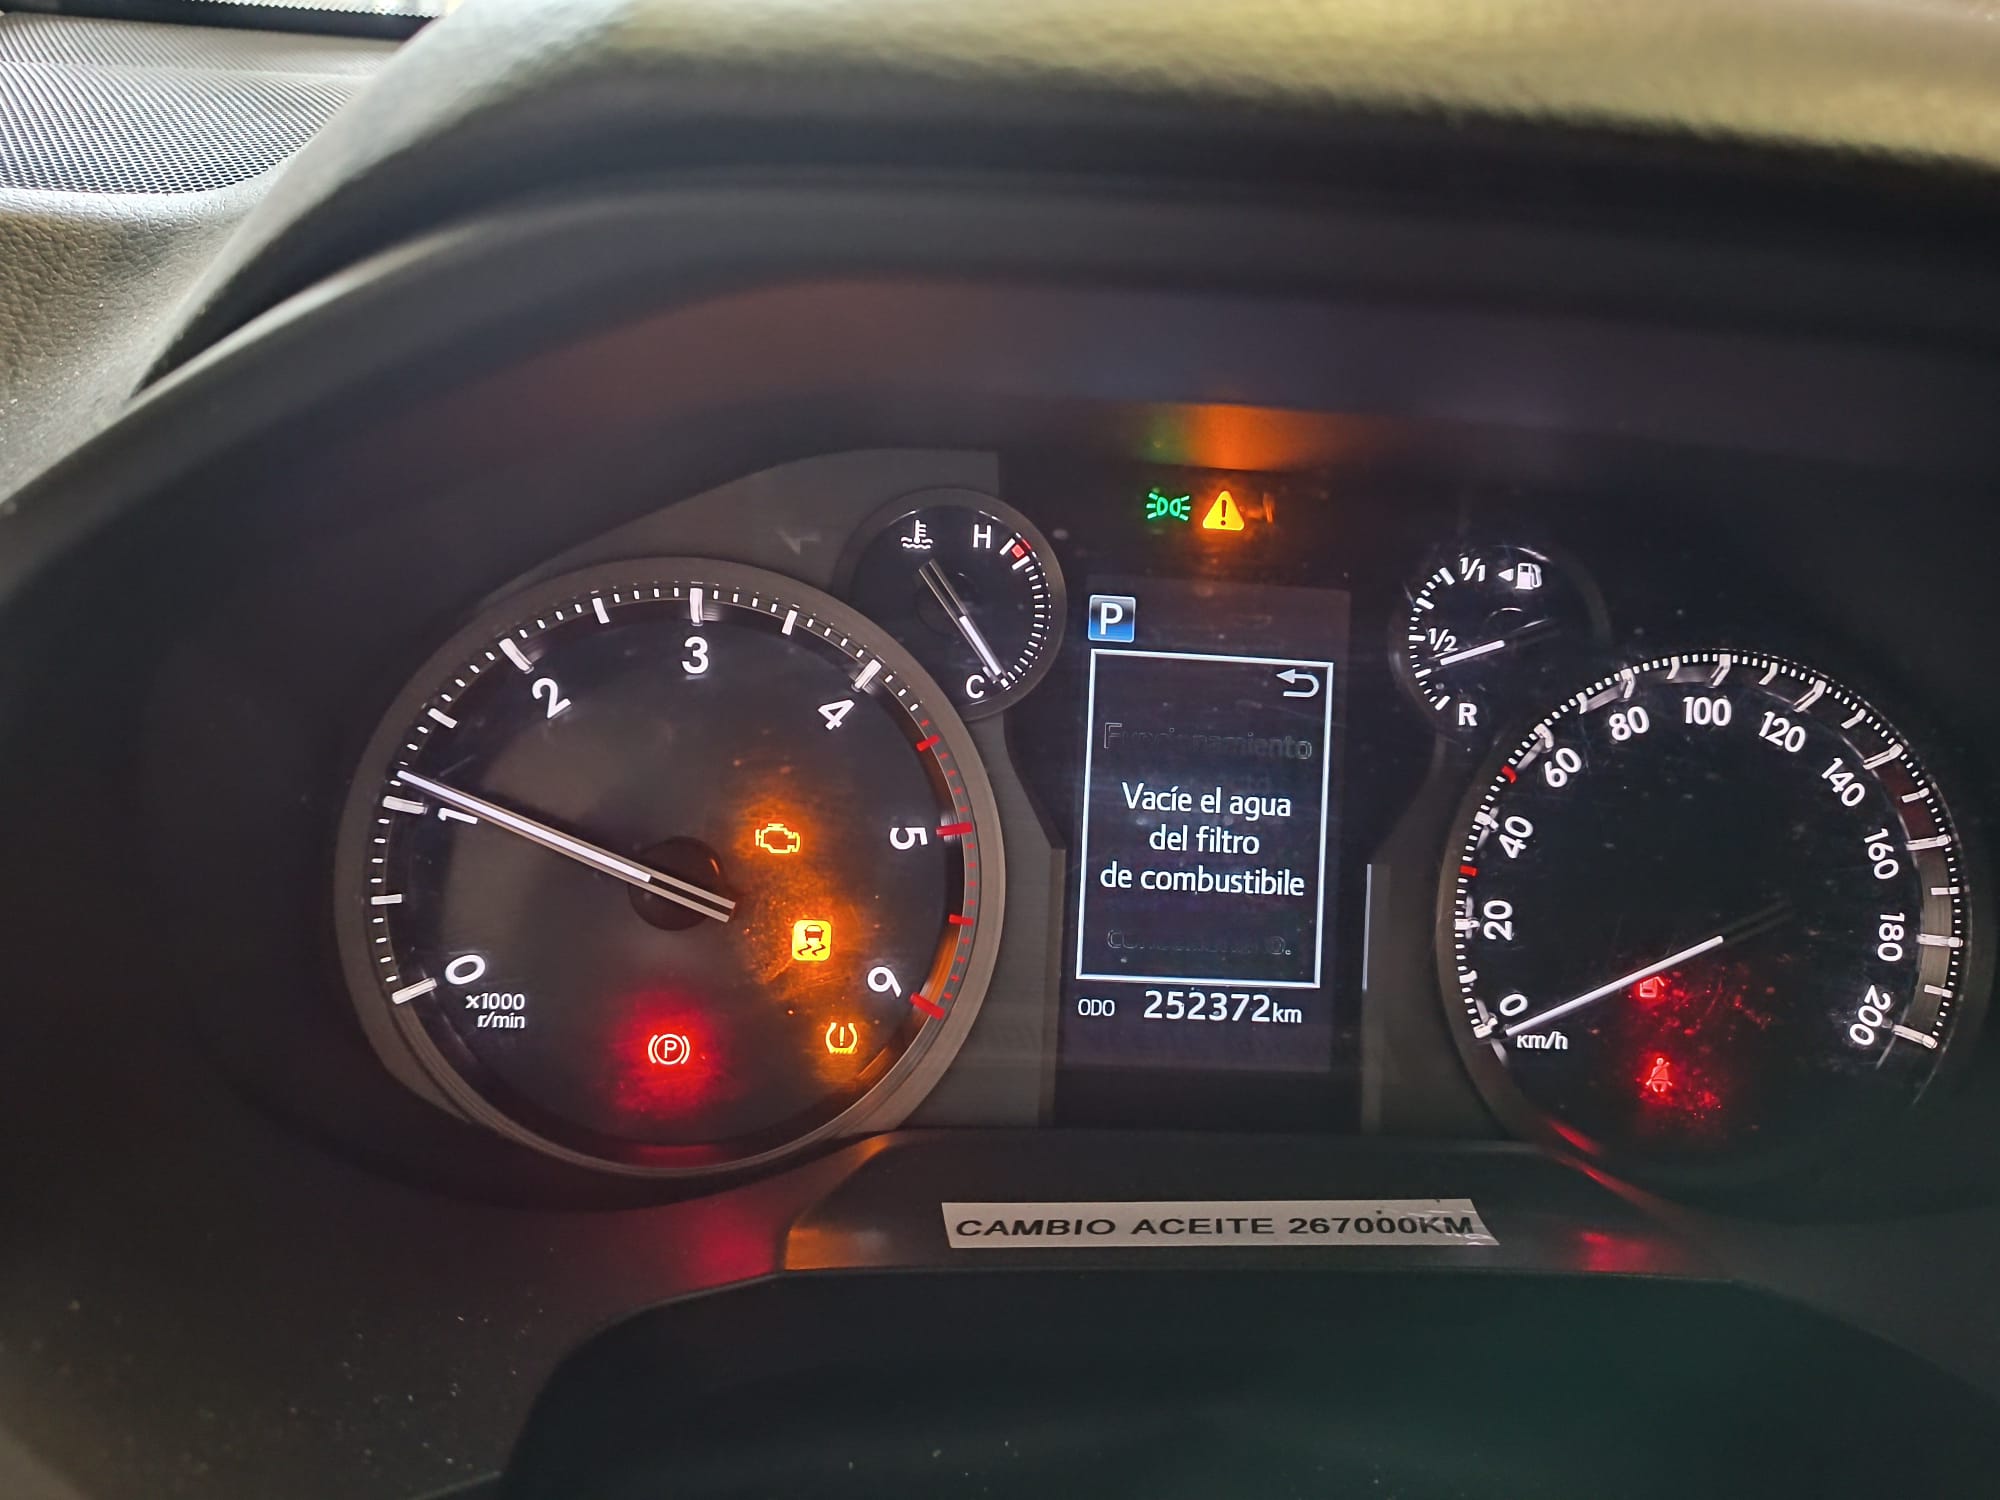 H
C
1/1
1/2
R
P
Funcionamiento
Vacíe el agua
del filtro
de combustibile
ODO 252372km
0
1
2
3
4
5
6
x1000
r/min
P
0
20
40
60
80
100
120
140
160
180
200
km/h
CAMBIO ACEITE 267000KM